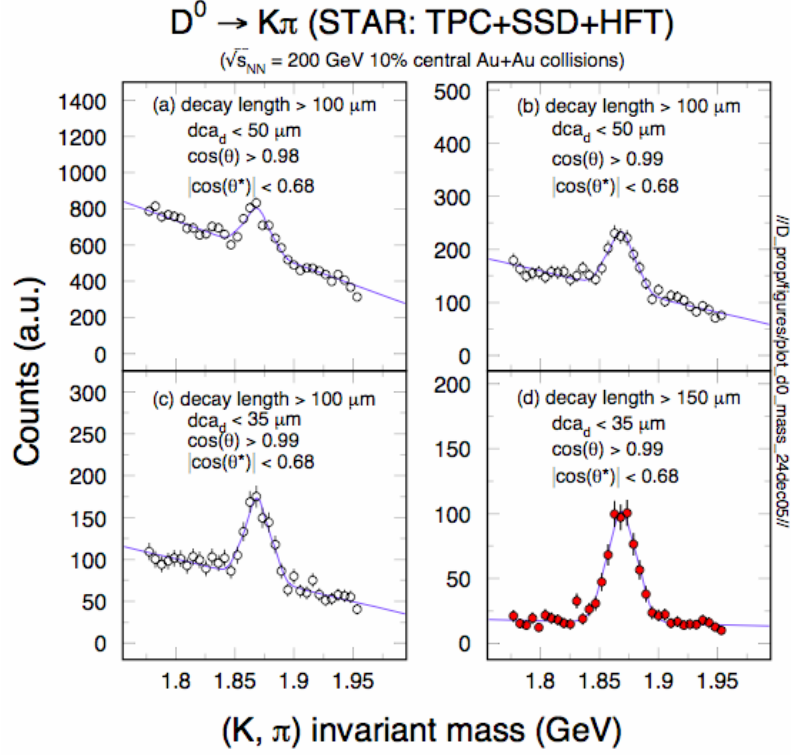 D⁰ → Kπ (STAR: TPC+SSD+HFT)
(√s_NN = 200 GeV 10% central Au+Au collisions)
Counts (a.u.)
1400
1200
1000
800
600
400
200
0
(a) decay length > 100 μm
dca_d < 50 μm
cos(θ) > 0.98
|cos(θ*)| < 0.68
500
400
300
200
100
0
(b) decay length > 100 μm
dca_d < 50 μm
cos(θ) > 0.99
|cos(θ*)| < 0.68
300
250
200
150
100
50
0
(c) decay length > 100 μm
dca_d < 35 μm
cos(θ) > 0.99
|cos(θ*)| < 0.68
1.8 1.85 1.9 1.95
200
150
100
50
0
(d) decay length > 150 μm
dca_d < 35 μm
cos(θ) > 0.99
|cos(θ*)| < 0.68
1.8 1.85 1.9 1.95
//D_prop/figures/plot_d0_mass_24dec05//
(K, π) invariant mass (GeV)